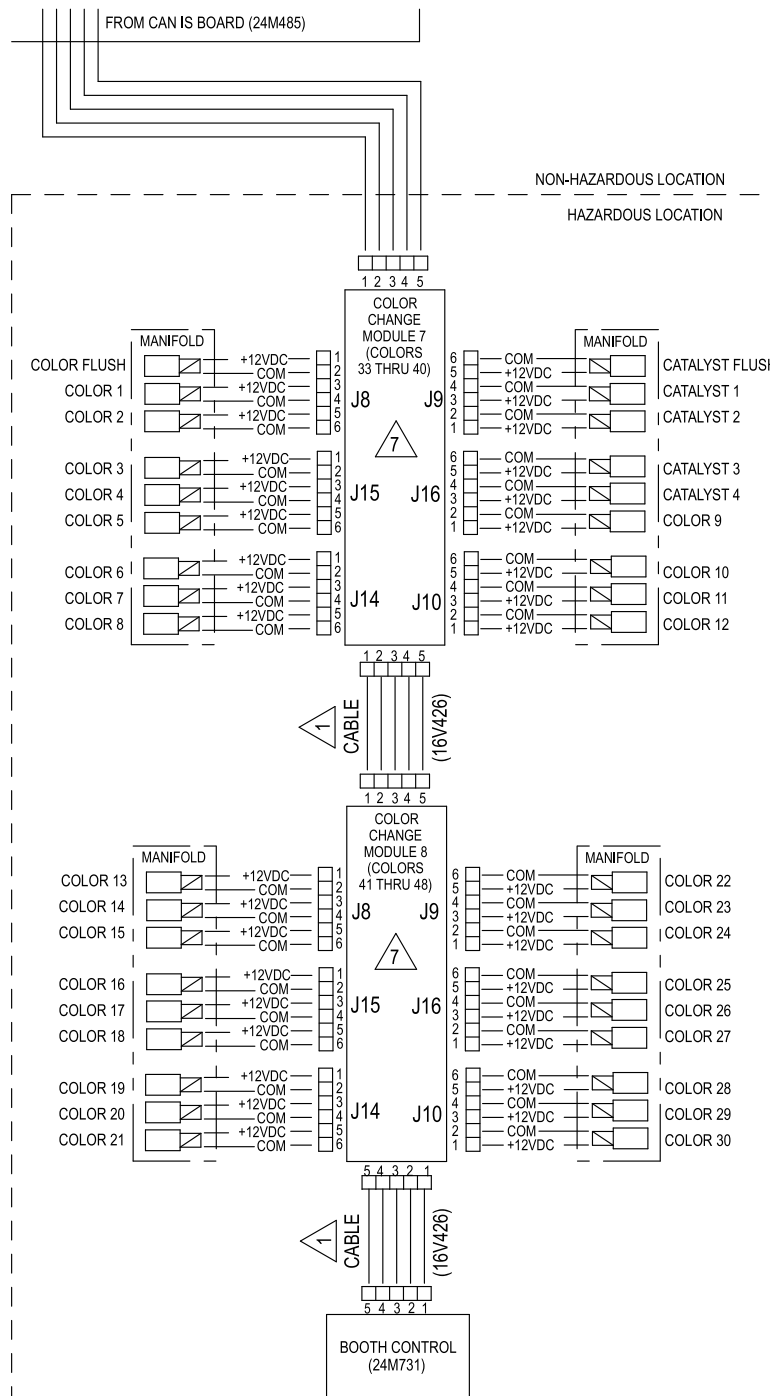 FROM CAN IS BOARD (24M485)
NON-HAZARDOUS LOCATION
HAZARDOUS LOCATION
1 2 3 4 5
COLOR
CHANGE
MODULE 7
(COLORS
33 THRU 40)
7
MANIFOLD
COLOR FLUSH +12VDC 1
COM 2
COLOR 1 +12VDC 3
COM 4
COLOR 2 +12VDC 5
COM 6
J8
COLOR 3 +12VDC 1
COM 2
COLOR 4 +12VDC 3
COM 4
COLOR 5 +12VDC 5
COM 6
J15
COLOR 6 +12VDC 1
COM 2
COLOR 7 +12VDC 3
COM 4
COLOR 8 +12VDC 5
COM 6
J14
MANIFOLD
J9
6 COM CATALYST FLUSH
5 +12VDC
4 COM CATALYST 1
3 +12VDC
2 COM CATALYST 2
1 +12VDC
J16
6 COM CATALYST 3
5 +12VDC
4 COM CATALYST 4
3 +12VDC
2 COM COLOR 9
1 +12VDC
J10
6 COM COLOR 10
5 +12VDC
4 COM COLOR 11
3 +12VDC
2 COM COLOR 12
1 +12VDC
1 2 3 4 5
1
CABLE
(16V426)
1 2 3 4 5
COLOR
CHANGE
MODULE 8
(COLORS
41 THRU 48)
7
MANIFOLD
COLOR 13 +12VDC 1
COM 2
COLOR 14 +12VDC 3
COM 4
COLOR 15 +12VDC 5
COM 6
J8
COLOR 16 +12VDC 1
COM 2
COLOR 17 +12VDC 3
COM 4
COLOR 18 +12VDC 5
COM 6
J15
COLOR 19 +12VDC 1
COM 2
COLOR 20 +12VDC 3
COM 4
COLOR 21 +12VDC 5
COM 6
J14
MANIFOLD
J9
6 COM COLOR 22
5 +12VDC
4 COM COLOR 23
3 +12VDC
2 COM COLOR 24
1 +12VDC
J16
6 COM COLOR 25
5 +12VDC
4 COM COLOR 26
3 +12VDC
2 COM COLOR 27
1 +12VDC
J10
6 COM COLOR 28
5 +12VDC
4 COM COLOR 29
3 +12VDC
2 COM COLOR 30
1 +12VDC
5 4 3 2 1
1
CABLE
(16V426)
5 4 3 2 1
BOOTH CONTROL
(24M731)